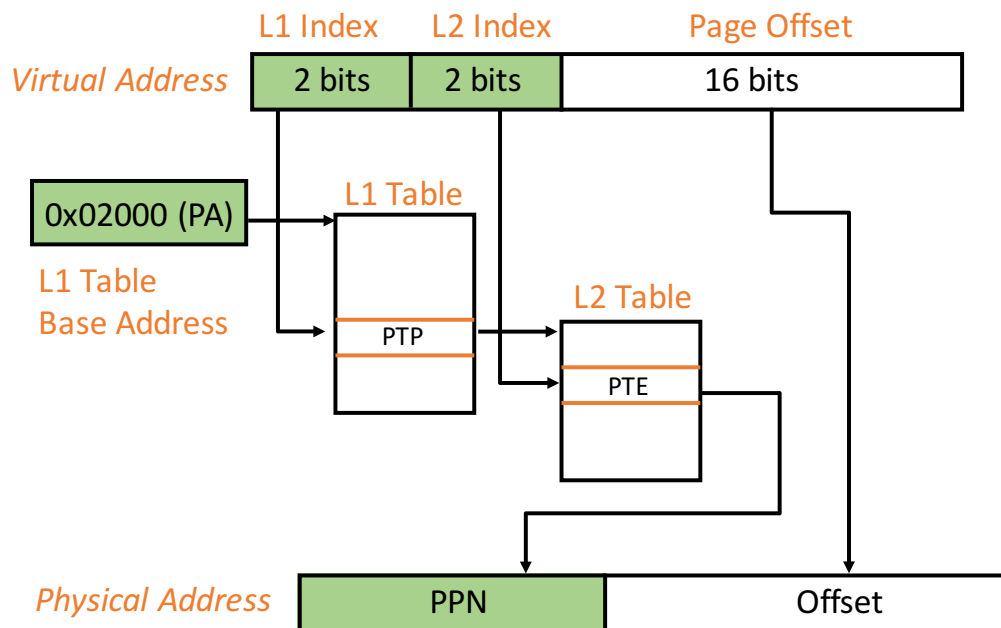 L1 Index
L2 Index
Page Offset
Virtual Address
2 bits
2 bits
16 bits
L1 Table
0x02000 (PA)
L1 Table
Base Address
L2 Table
PTP
PTE
Physical Address
PPN
Offset